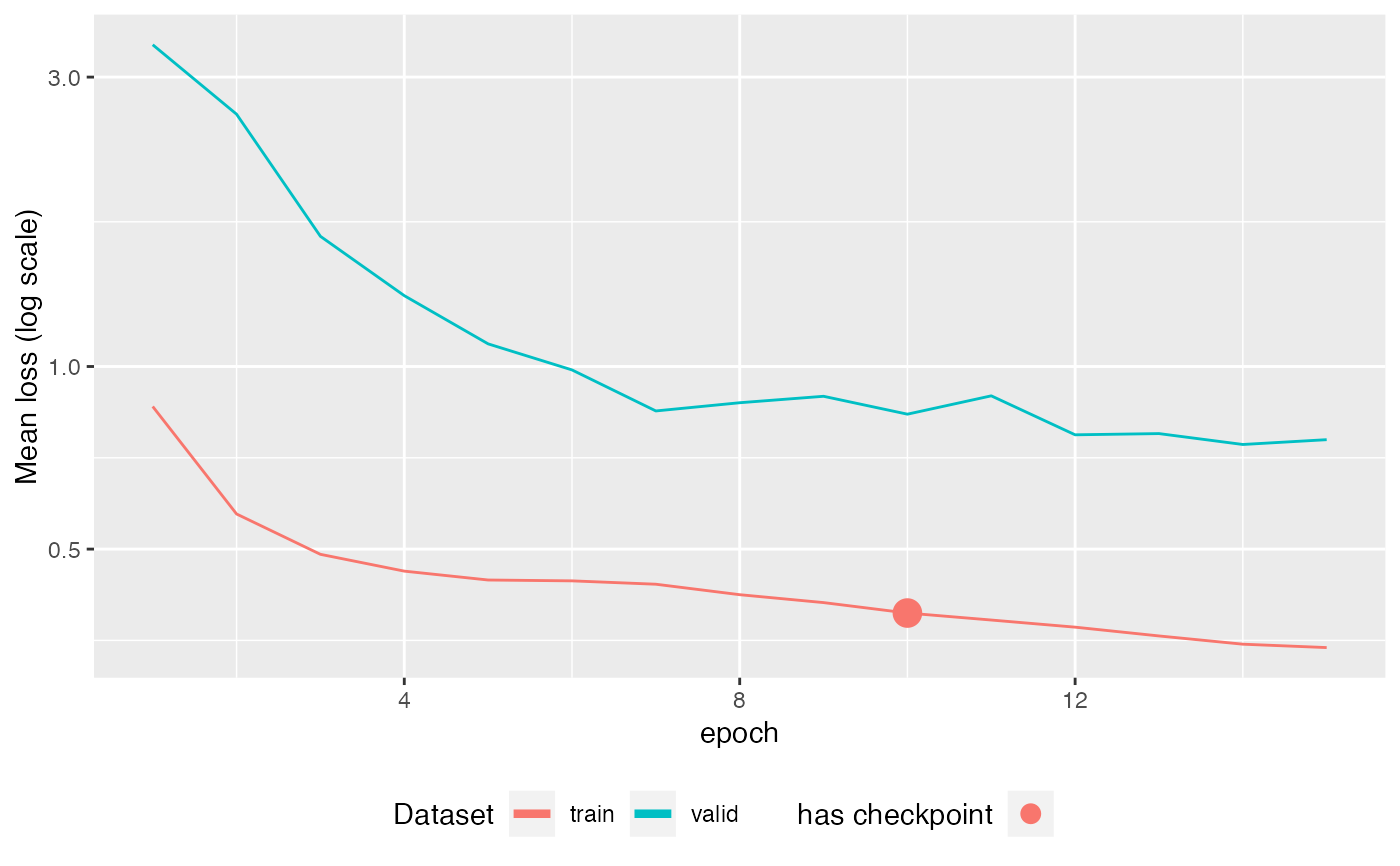 Mean loss (log scale)
3.0
1.0
0.5
4 8 12
epoch
Dataset train valid has checkpoint